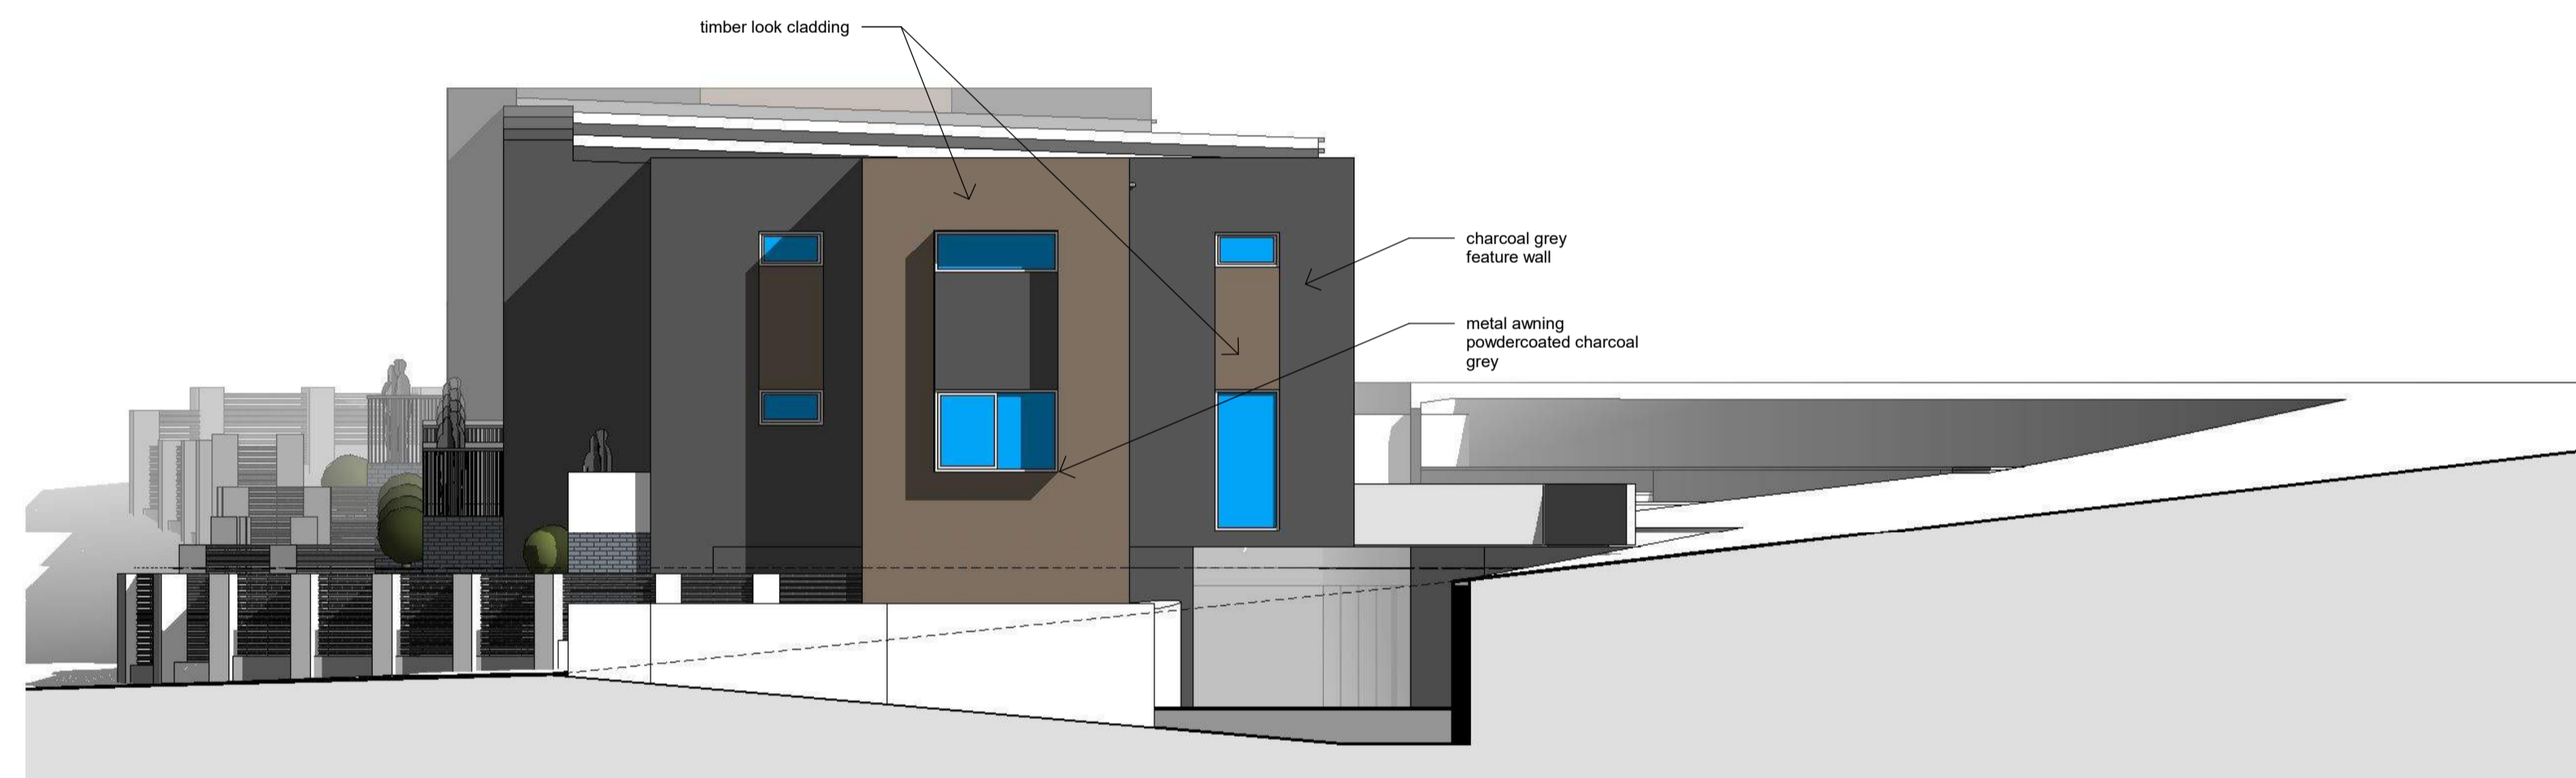 timber look cladding
charcoal grey
feature wall
metal awning
powdercoated charcoal
grey